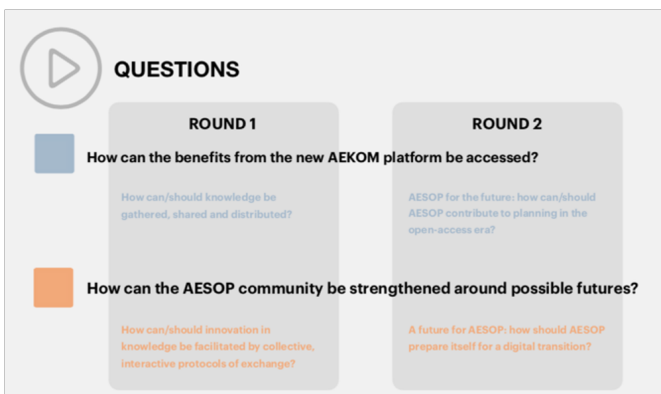 QUESTIONS
ROUND 1
ROUND 2
How can the benefits from the new AEKOM platform be accessed?
How can/should knowledge be
gathered, shared and distributed?
AESOP for the future: how can/should
AESOP contribute to planning in the
open-access era?
How can the AESOP community be strengthened around possible futures?
How can/should innovation in
knowledge be facilitated by collective,
interactive protocols of exchange?
A future for AESOP: how should AESOP
prepare itself for a digital transition?